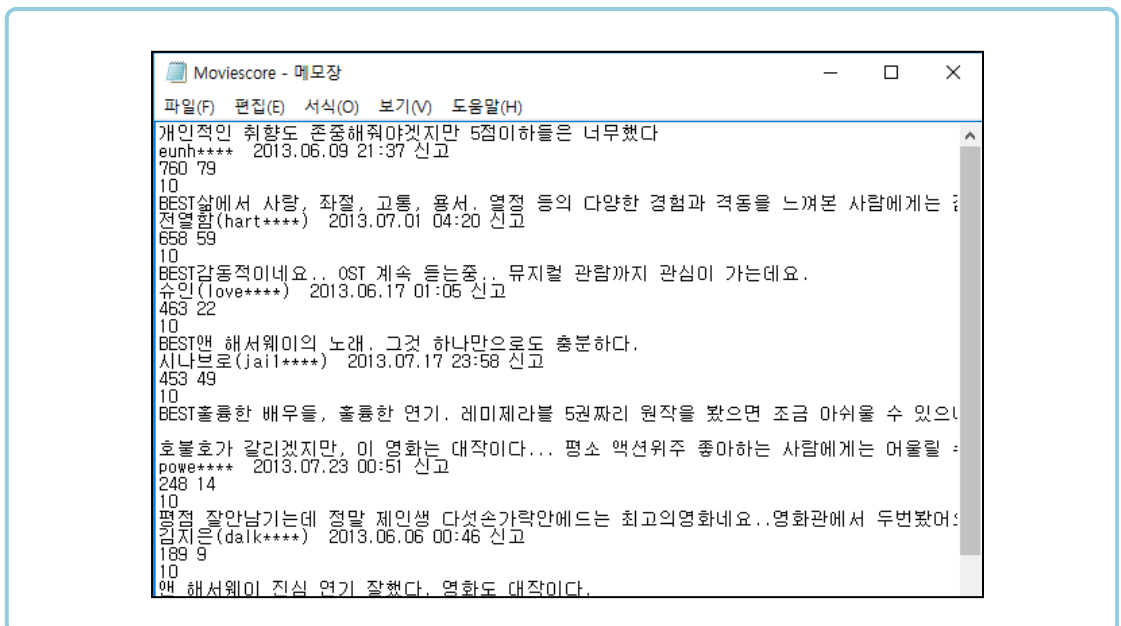 Moviescore - 메모장
파일(F) 편집(E) 서식(O) 보기(V) 도움말(H)
개인적인 취향도 존중해줘야겟지만 5점이하들은 너무했다
eunh**** 2013.06.09 21:37 신고
760 79
10
BEST삶에서 사랑, 좌절, 고통, 용서. 열정 등의 다양한 경험과 격동을 느껴본 사람에게는
전열함(hart****) 2013.07.01 04:20 신고
658 59
10
BEST감동적이네요.. OST 계속 듣는중.. 뮤지컬 관람까지 관심이 가는데요.
슈인(love****) 2013.06.17 01:05 신고
463 22
10
BEST앤 해서웨이의 노래. 그것 하나만으로도 충분하다.
시나브로(jail****) 2013.07.17 23:58 신고
453 49
10
BEST훌륭한 배우들, 훌륭한 연기. 레미제라블 5권짜리 원작을 봤으면 조금 아쉬울 수
호불호가 갈리겠지만, 이 영화는 대작이다... 평소 액션위주 좋아하는 사람에게는 어울릴
powe**** 2013.07.23 00:51 신고
248 14
10
평점 잘안남기는데 정말 제인생 다섯손가락안에드는 최고의영화네요..영화관에서
김지은(dalk****) 2013.06.06 00:46 신고
189 9
10
앤 해서웨이 진심 연기 잘했다. 영화도 대작이다.